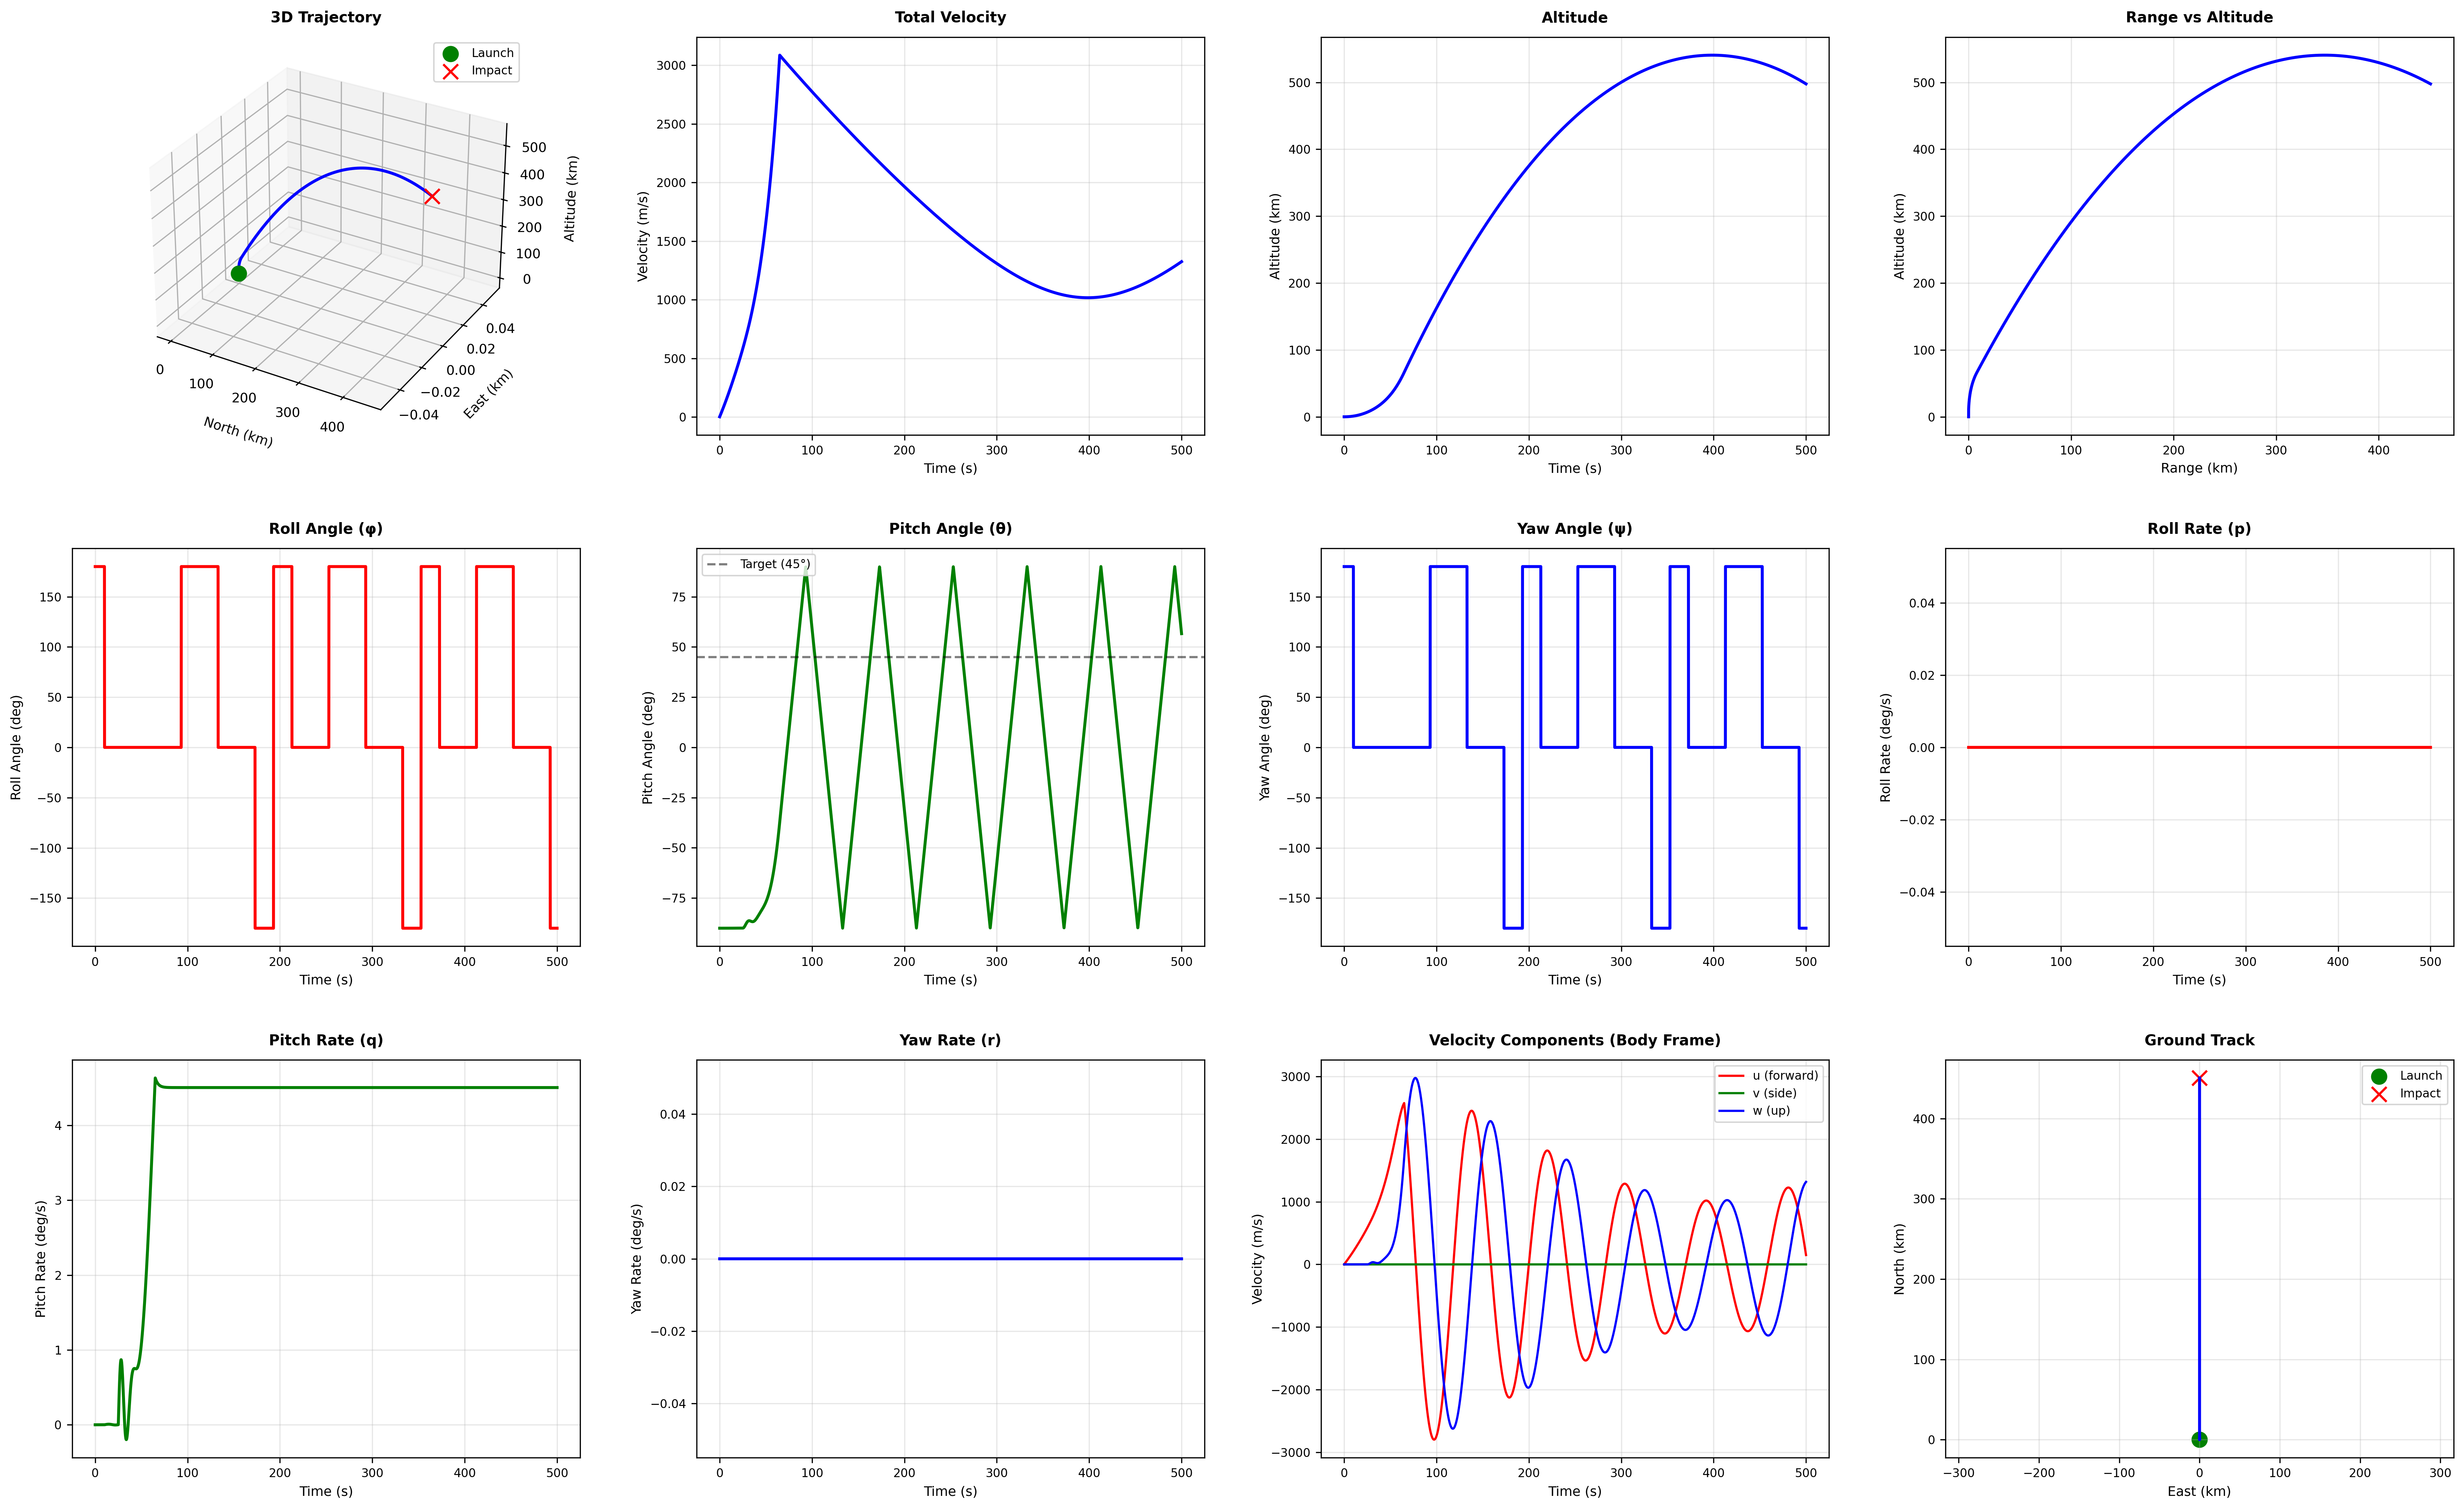 3D Trajectory
Launch
Impact
500
400
300
200
100
0
Altitude (km)
0.04
0.02
0.00
−0.02
−0.04
East (km)
0
100
200
300
400
North (km)
Total Velocity
3000
2500
2000
1500
1000
500
0
Velocity (m/s)
0 100 200 300 400 500
Time (s)
Altitude
500
400
300
200
100
0
Altitude (km)
0 100 200 300 400 500
Time (s)
Range vs Altitude
500
400
300
200
100
0
Altitude (km)
0 100 200 300 400
Range (km)
Roll Angle (φ)
150
100
50
0
−50
−100
−150
Roll Angle (deg)
0 100 200 300 400 500
Time (s)
Pitch Angle (θ)
Target (45°)
75
50
25
0
−25
−50
−75
Pitch Angle (deg)
0 100 200 300 400 500
Time (s)
Yaw Angle (ψ)
150
100
50
0
−50
−100
−150
Yaw Angle (deg)
0 100 200 300 400 500
Time (s)
Roll Rate (p)
0.04
0.02
0.00
−0.02
−0.04
Roll Rate (deg/s)
0 100 200 300 400 500
Time (s)
Pitch Rate (q)
4
3
2
1
0
Pitch Rate (deg/s)
0 100 200 300 400 500
Time (s)
Yaw Rate (r)
0.04
0.02
0.00
−0.02
−0.04
Yaw Rate (deg/s)
0 100 200 300 400 500
Time (s)
Velocity Components (Body Frame)
u (forward)
v (side)
w (up)
3000
2000
1000
0
−1000
−2000
−3000
Velocity (m/s)
0 100 200 300 400 500
Time (s)
Ground Track
Launch
Impact
400
300
200
100
0
North (km)
−300 −200 −100 0 100 200 300
East (km)